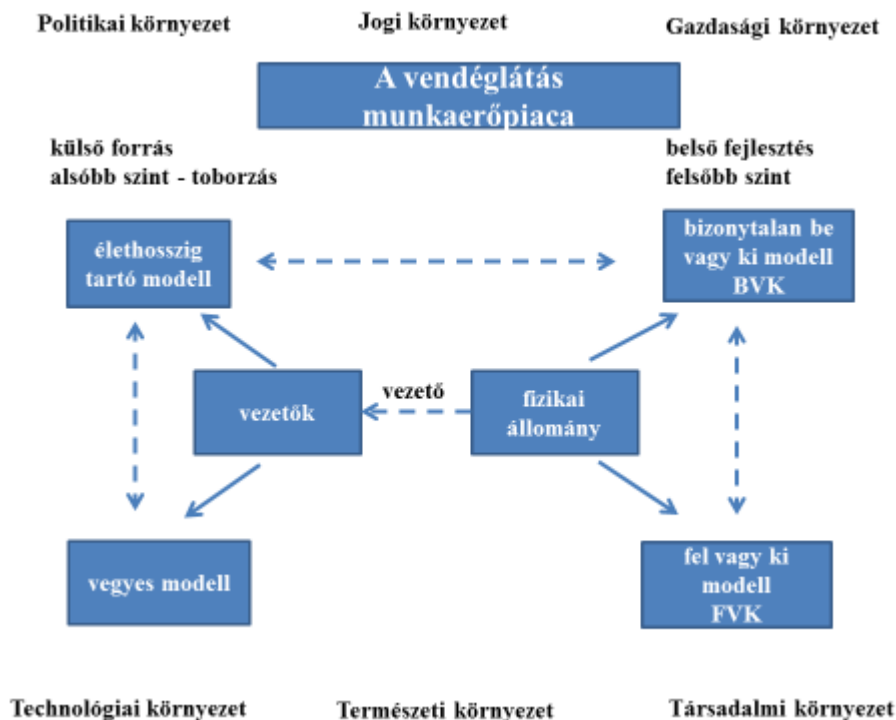 Politikai környezet
Jogi környezet
Gazdasági környezet
A vendéglátás
munkaerőpiaca
külső forrás
alsóbb szint - toborzás
belső fejlesztés
felsőbb szint
élethosszig
tartó modell
bizonytalan be
vagy ki modell
BVK
vezetők
vezető
fizikai
állomány
vegyes modell
fel vagy ki
modell
FVK
Technológiai környezet
Természeti környezet
Társadalmi környezet